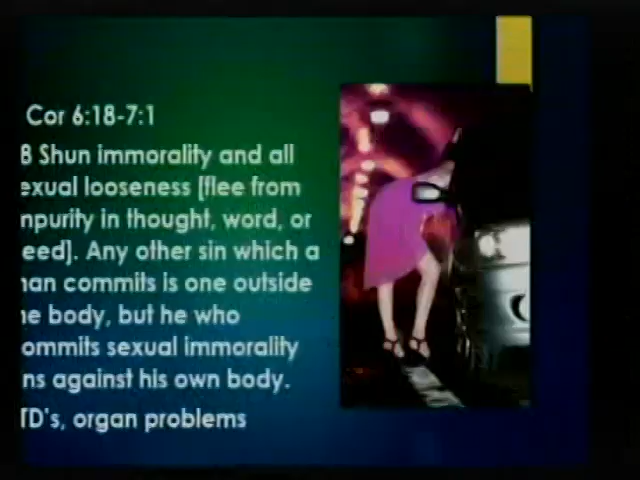 Cor 6:18-7:1
8 Shun immorality and all
exual looseness [flee from
npurity in thought, word, or
eed]. Any other sin which a
nan commits is one outside
he body, but he who
ommits sexual immorality
ns against his own body.
TD's, organ problems